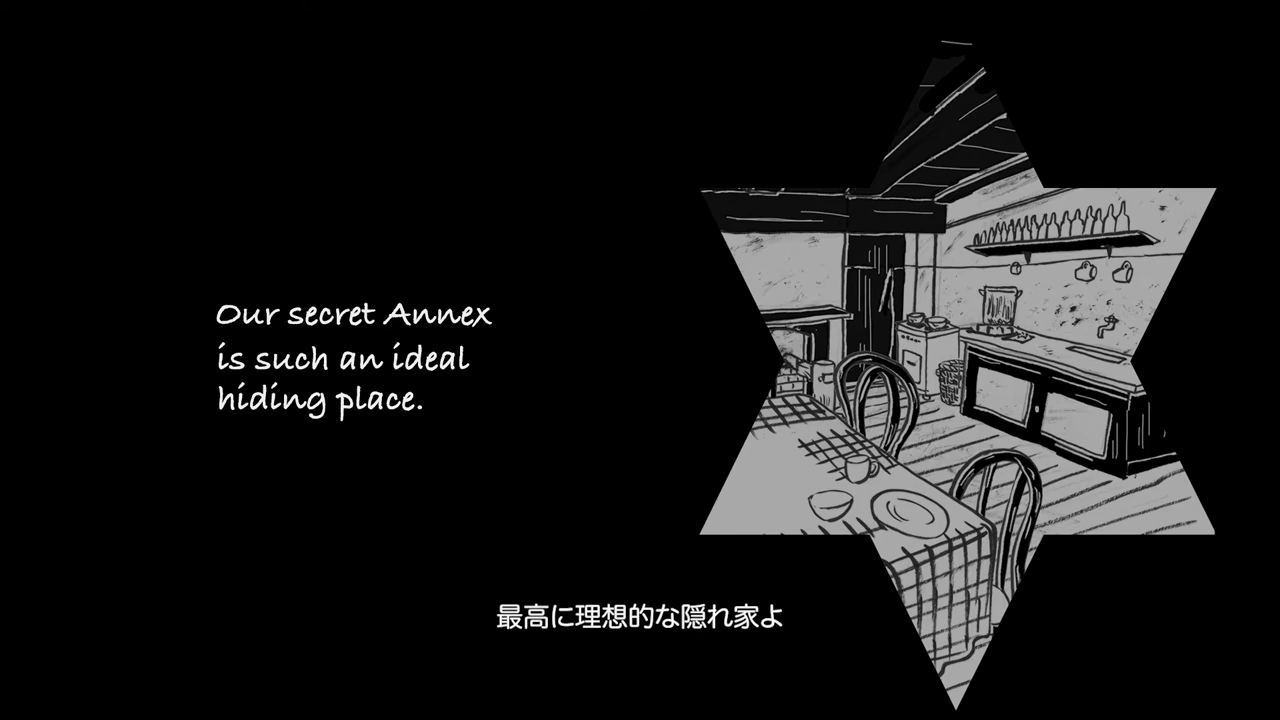 Our secret Annex
is such an ideal
hiding place.
最高に理想的な隠れ家よ